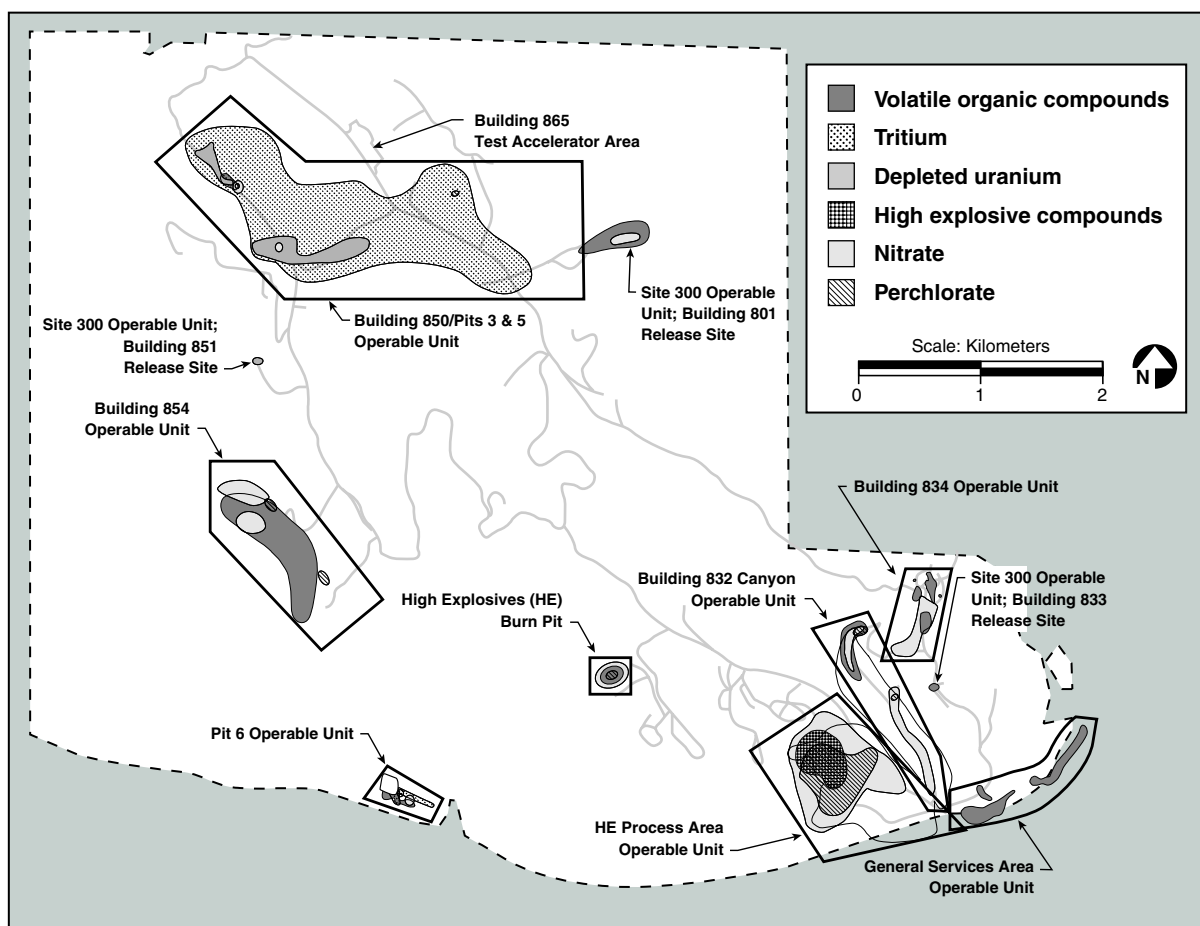 Building 865
Test Accelerator Area
Volatile organic compounds
Tritium
Depleted uranium
High explosive compounds
Nitrate
Perchlorate
Scale: Kilometers
0
1
2
N
Site 300 Operable
Unit; Building 801
Release Site
Building 850/Pits 3 & 5
Operable Unit
Site 300 Operable Unit;
Building 851
Release Site
Building 854
Operable Unit
Building 834 Operable Unit
Building 832 Canyon
Operable Unit
Site 300 Operable
Unit; Building 833
Release Site
High Explosives (HE)
Burn Pit
Pit 6 Operable Unit
HE Process Area
Operable Unit
General Services Area
Operable Unit